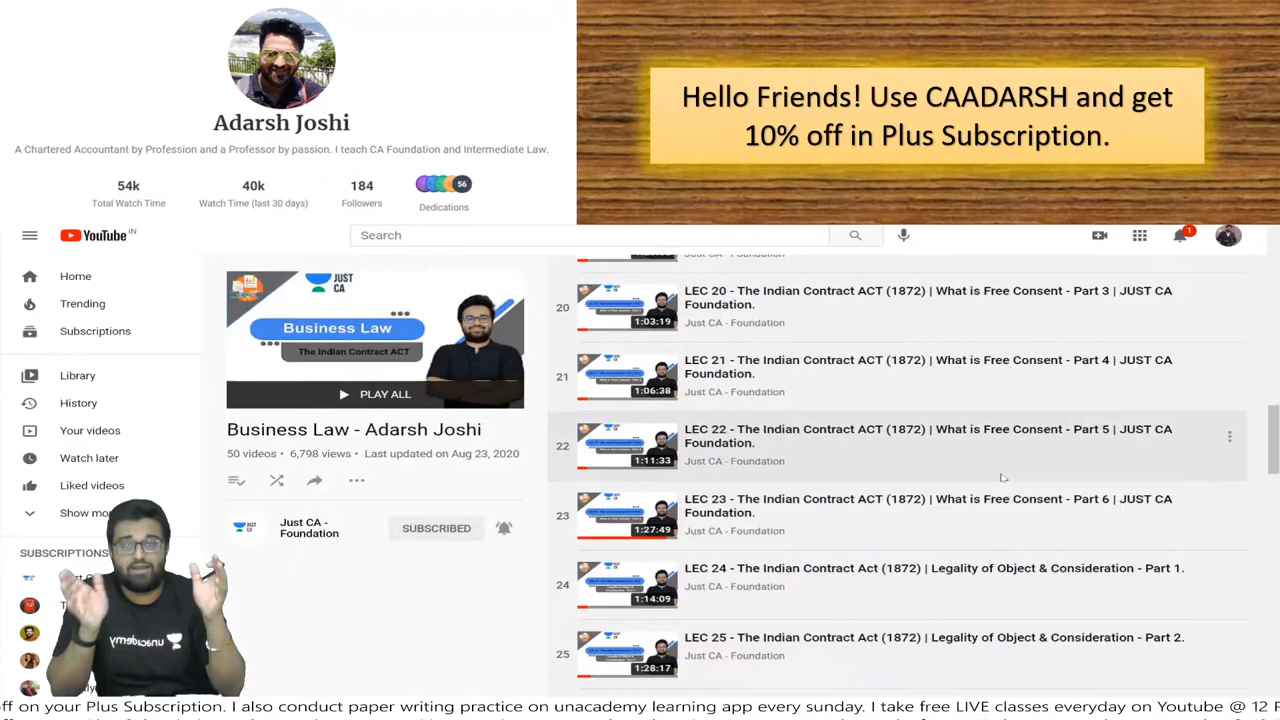 Adarsh Joshi
A Chartered Accountant by Profession and a Professor by passion. I teach CA Foundation and Intermediate Law.
54k
Total Watch Time
40k
Watch Time (last 30 days)
184
Followers
56
Dedications
Hello Friends! Use CAADARSH and get
10% off in Plus Subscription.
YouTube IN
Search
1
Home
Trending
Subscriptions
Library
History
Your videos
Watch later
Liked videos
Show mo
SUBSCRIPTIONS
JUST
CA
Business Law
The Indian Contract ACT
PLAY ALL
Business Law - Adarsh Joshi
50 videos • 6,798 views • Last updated on Aug 23, 2020
JUST
CA
Just CA -
Foundation
SUBSCRIBED
unacademy
Just CA - Foundation
20
1:03:19
LEC 20 - The Indian Contract ACT (1872) | What is Free Consent - Part 3 | JUST CA
Foundation.
Just CA - Foundation
21
1:06:38
LEC 21 - The Indian Contract ACT (1872) | What is Free Consent - Part 4 | JUST CA
Foundation.
Just CA - Foundation
22
1:11:33
LEC 22 - The Indian Contract ACT (1872) | What is Free Consent - Part 5 | JUST CA
Foundation.
Just CA - Foundation
23
1:27:49
LEC 23 - The Indian Contract ACT (1872) | What is Free Consent - Part 6 | JUST CA
Foundation.
Just CA - Foundation
24
1:14:09
LEC 24 - The Indian Contract ACT (1872) | Legality of Object & Consideration - Part 1.
Just CA - Foundation
25
1:28:17
LEC 25 - The Indian Contract Act (1872) | Legality of Object & Consideration - Part 2.
Just CA - Foundation
off on your Plus Subscription. I also conduct paper writing practice on unacademy learning app every sunday. I take free LIVE classes everyday on Youtube @ 12 P